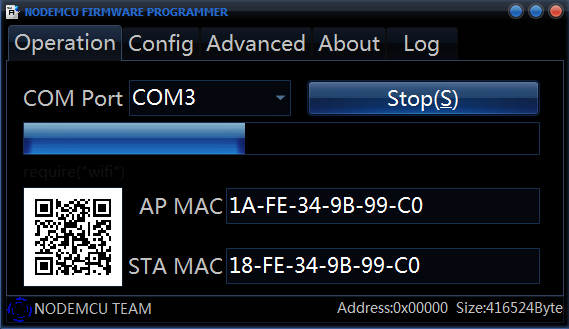 NODEMCU FIRMWARE PROGRAMMER
Operation Config Advanced About Log
COM Port COM3 Stop(S)
require("wifi")
AP MAC 1A-FE-34-9B-99-C0
STA MAC 18-FE-34-9B-99-C0
NODEMCU TEAM Address:0x00000 Size:416524Byte